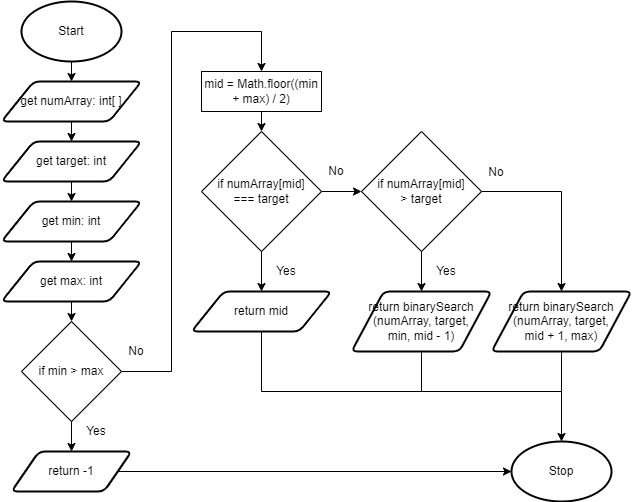 Start
get numArray: int[ ]
get target: int
get min: int
get max: int
if min > max
No
Yes
return -1
mid = Math.floor((min
+ max) / 2)
if numArray[mid]
=== target
No
Yes
return mid
if numArray[mid]
> target
No
Yes
return binarySearch
(numArray, target,
min, mid - 1)
return binarySearch
(numArray, target,
mid + 1, max)
Stop